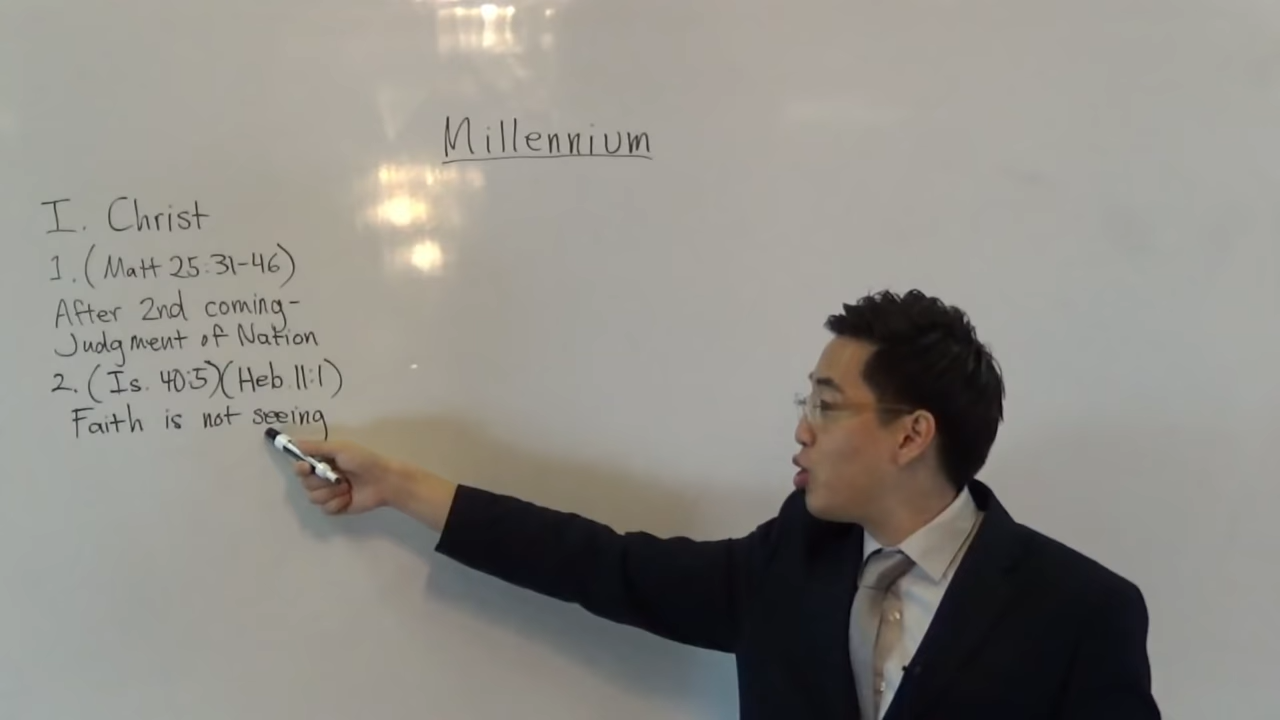 Millennium
I. Christ
1. (Matt 25:31-46)
After 2nd coming-
Judgment of Nation
2. (Is. 40:5)(Heb. 11:1)
Faith is not seeing